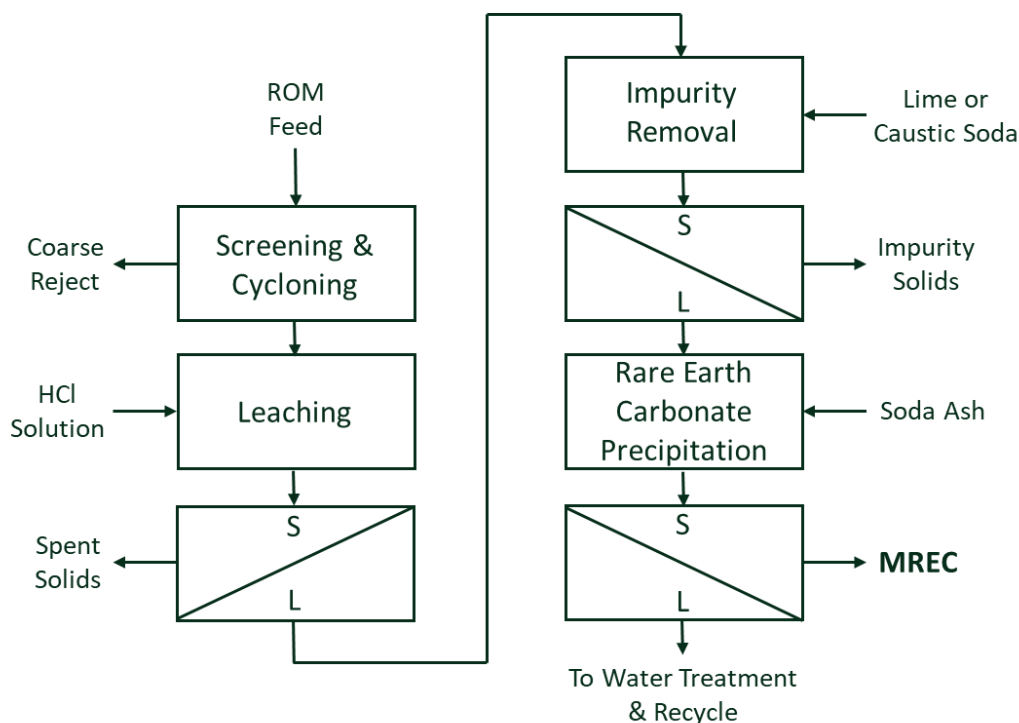 ROM
Feed
Coarse
Reject
Screening &
Cycloning
HCl
Solution
Leaching
Spent
Solids
S
L
Impurity
Removal
Lime or
Caustic Soda
S
L
Impurity
Solids
Rare Earth
Carbonate
Precipitation
Soda Ash
S
L
MREC
To Water Treatment
& Recycle